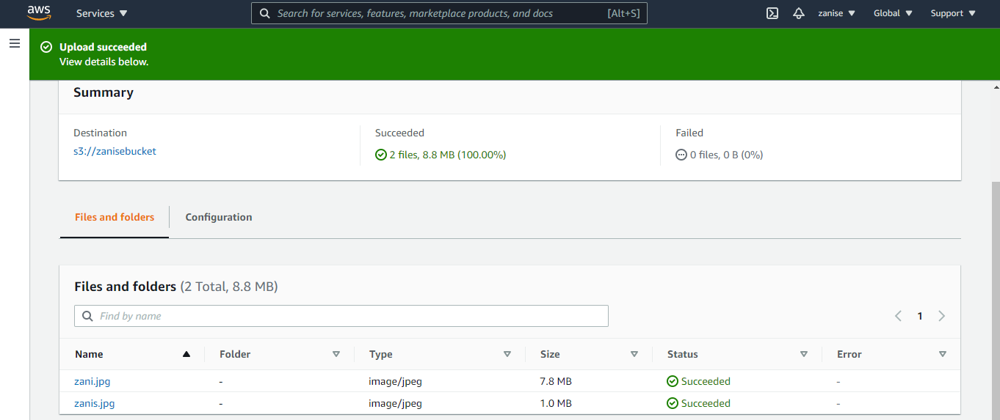 aws
Services
Search for services, features, marketplace products, and docs [Alt+S]
zanise
Global
Support
Upload succeeded
View details below.
Summary
Destination
s3://zanisebucket
Succeeded
2 files, 8.8 MB (100.00%)
Failed
0 files, 0 B (0%)
Files and folders
Configuration
Files and folders (2 Total, 8.8 MB)
Find by name
1
Name Folder Type Size Status Error
zani.jpg - image/jpeg 7.8 MB Succeeded -
zanis.jpg - image/jpeg 1.0 MB Succeeded -